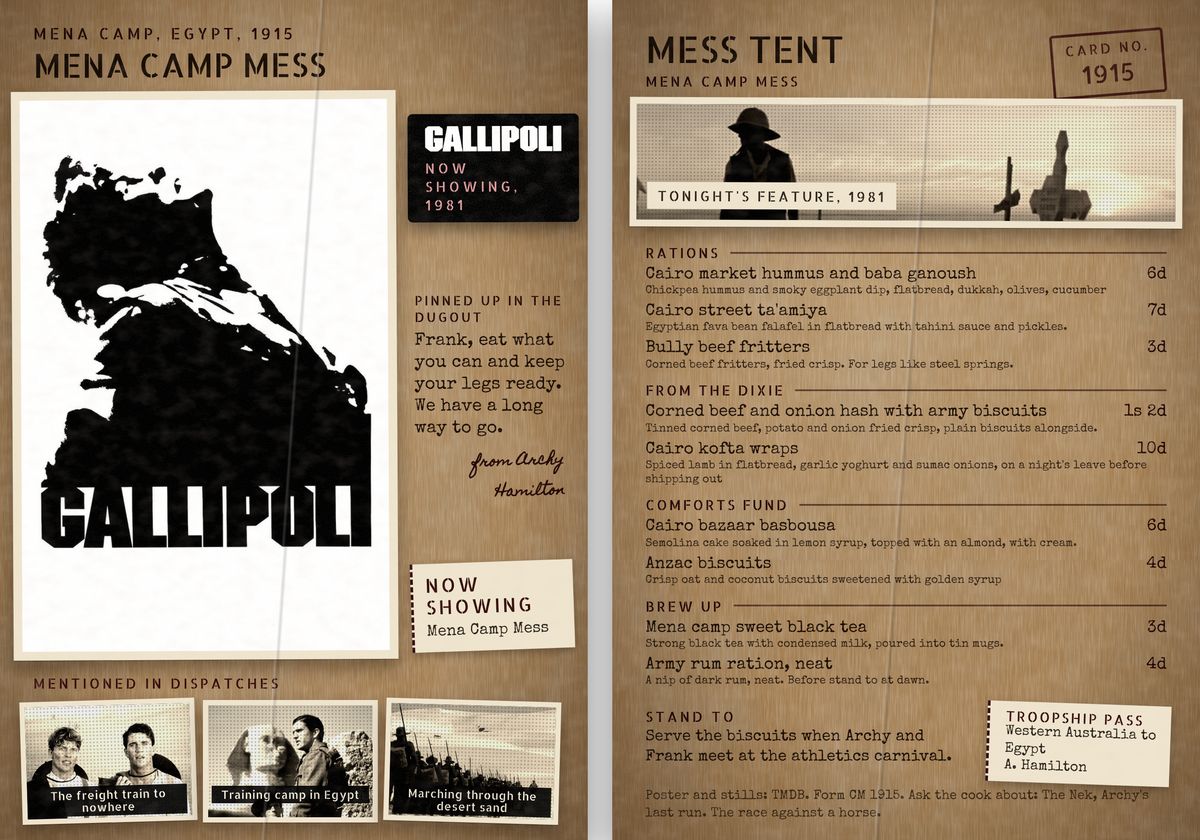 MENA CAMP, EGYPT, 1915
MENA CAMP MESS
GALLIPOLI
GALLIPOLI
NOW
SHOWING,
1981
PINNED UP IN THE
DUGOUT
Frank, eat what
you can and keep
your legs ready.
We have a long
way to go.
from Archy
Hamilton
NOW
SHOWING
Mena Camp Mess
MENTIONED IN DISPATCHES
The freight train to
nowhere
Training camp in Egypt
Marching through the
desert sand
MESS TENT
MENA CAMP MESS
CARD NO.
1915
TONIGHT'S FEATURE, 1981
RATIONS
Cairo market hummus and baba ganoush 6d
Chickpea hummus and smoky eggplant dip, flatbread, dukkah, olives, cucumber
Cairo street ta'amiya 7d
Egyptian fava bean falafel in flatbread with tahini sauce and pickles.
Bully beef fritters 3d
Corned beef fritters, fried crisp. For legs like steel springs.
FROM THE DIXIE
Corned beef and onion hash with army biscuits 1s 2d
Tinned corned beef, potato and onion fried crisp, plain biscuits alongside.
Cairo kofta wraps 10d
Spiced lamb in flatbread, garlic yoghurt and sumac onions, on a night's leave before
shipping out
COMFORTS FUND
Cairo bazaar basbousa 6d
Semolina cake soaked in lemon syrup, topped with an almond, with cream.
Anzac biscuits 4d
Crisp oat and coconut biscuits sweetened with golden syrup
BREW UP
Mena camp sweet black tea 3d
Strong black tea with condensed milk, poured into tin mugs.
Army rum ration, neat 4d
A nip of dark rum, neat. Before stand to at dawn.
STAND TO
Serve the biscuits when Archy and
Frank meet at the athletics carnival.
TROOPSHIP PASS
Western Australia to
Egypt
A. Hamilton
Poster and stills: TMDB. Form CM 1915. Ask the cook about: The Nek, Archy's
last run. The race against a horse.